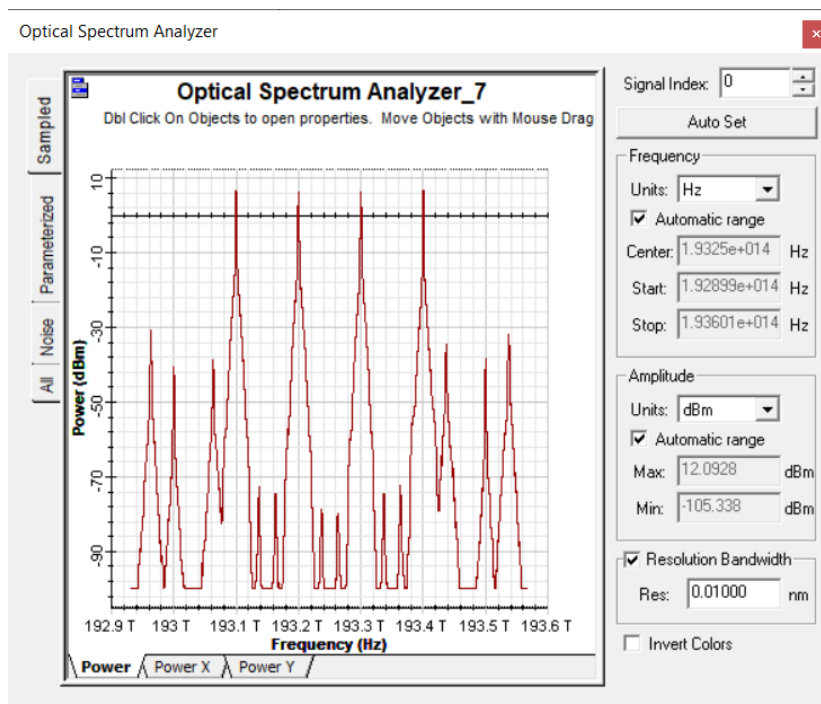 Optical Spectrum Analyzer
×
Sampled
Parameterized
Noise
All
Optical Spectrum Analyzer_7
Dbl Click On Objects to open properties. Move Objects with Mouse Drag
Power (dBm)
10
-10
-30
-50
-70
-90
192.9 T 193 T 193.1 T 193.2 T 193.3 T 193.4 T 193.5 T 193.6 T
Frequency (Hz)
Power Power X Power Y
Signal Index: 0
Auto Set
Frequency
Units: Hz
Automatic range
Center: 1.9325e+014 Hz
Start: 1.92899e+014 Hz
Stop: 1.93601e+014 Hz
Amplitude
Units: dBm
Automatic range
Max: 12.0928 dBm
Min: -105.338 dBm
Resolution Bandwidth
Res: 0.01000 nm
Invert Colors